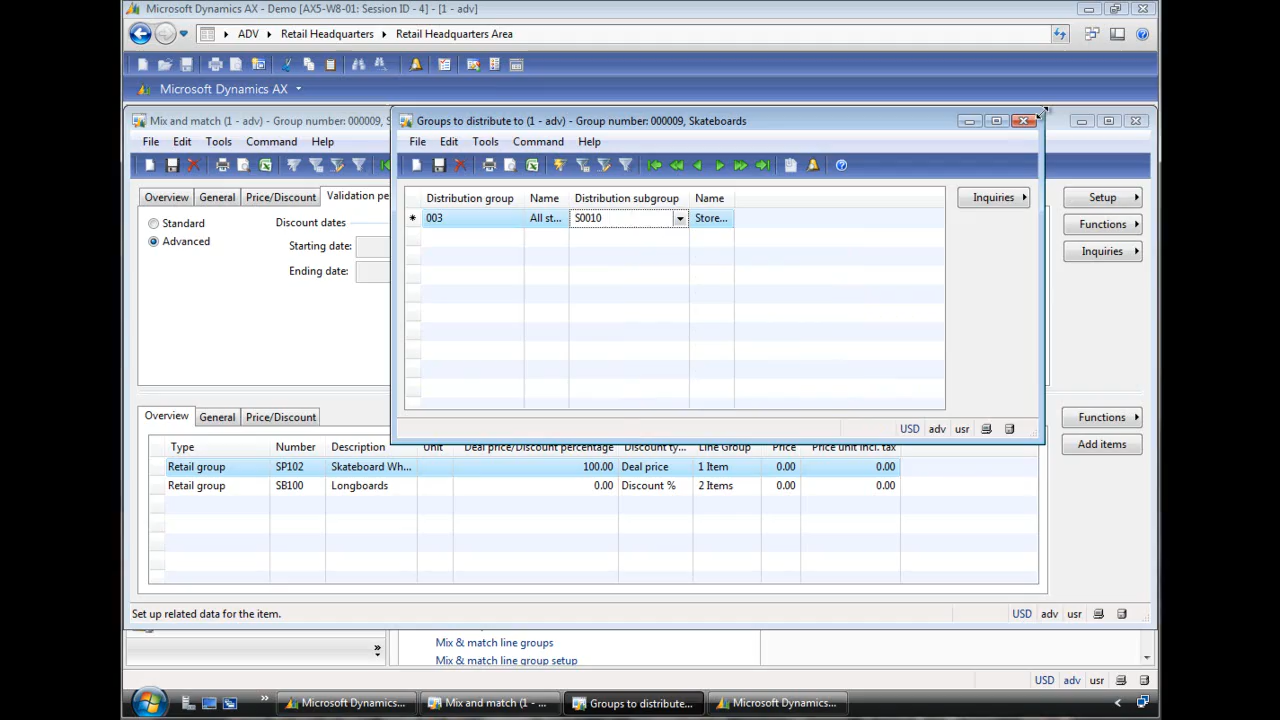 Microsoft Dynamics AX - Demo [AX5-W8-01: Session ID - 4] - [1 - adv]
ADV Retail Headquarters Retail Headquarters Area
Microsoft Dynamics AX
Mix and match (1 - adv) - Group number: 000009, S
File Edit Tools Command Help
Overview General Price/Discount Validation pe
Standard
Advanced
Discount dates
Starting date:
Ending date:
Groups to distribute to (1 - adv) - Group number: 000009, Skateboards
File Edit Tools Command Help
Distribution group Name Distribution subgroup Name
003 All st... S0010 Store...
Inquiries
USD adv usr
Setup
Functions
Inquiries
Overview General Price/Discount
Type Number Description Unit Deal price/Discount percentage Discount ty... Line Group Price Price unit incl. tax
Retail group SP102 Skateboard Wh... 100.00 Deal price 1 Item 0.00 0.00
Retail group SB100 Longboards 0.00 Discount % 2 Items 0.00 0.00
Functions
Add items
Set up related data for the item.
USD adv usr
Mix & match line groups
Mix & match line group setup
USD adv usr
Microsoft Dynamics... Mix and match (1 - ... Groups to distribute... Microsoft Dynamics...